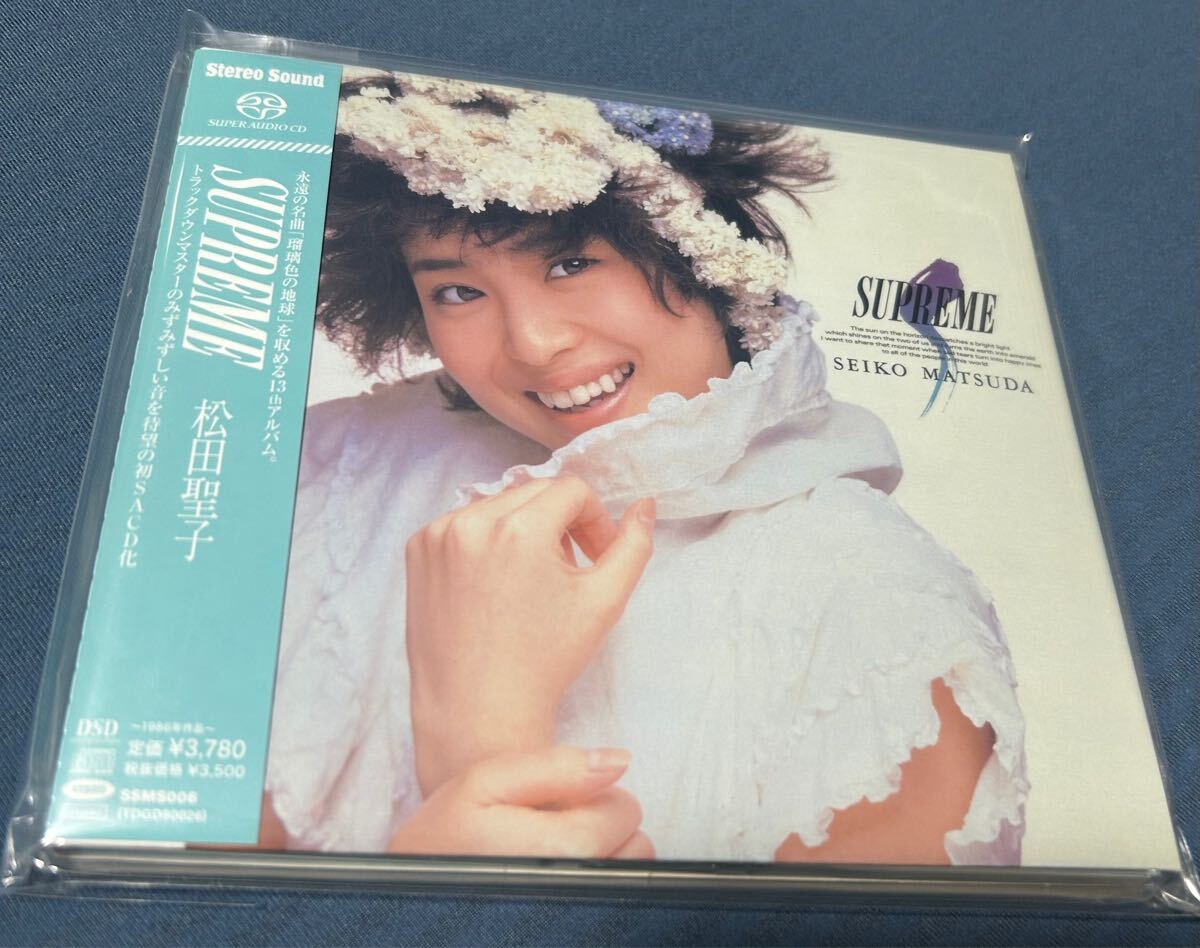 Stereo Sound
SUPER AUDIO CD
SUPREME
松田聖子
永遠の名曲「瑠璃色の地球」を収める13thアルバム。
トラックダウンマスターのみずみずしい音を待望の初SACD化
DSD
〜1986年作品〜
定価 ¥3,780
税抜価格 ¥3,500
SSMS006
(TDGD90026)
SUPREME
The sun on the horizon
which shines on the two of us
I want to share that moment when
to all of the people
SEIKO MATSUDA